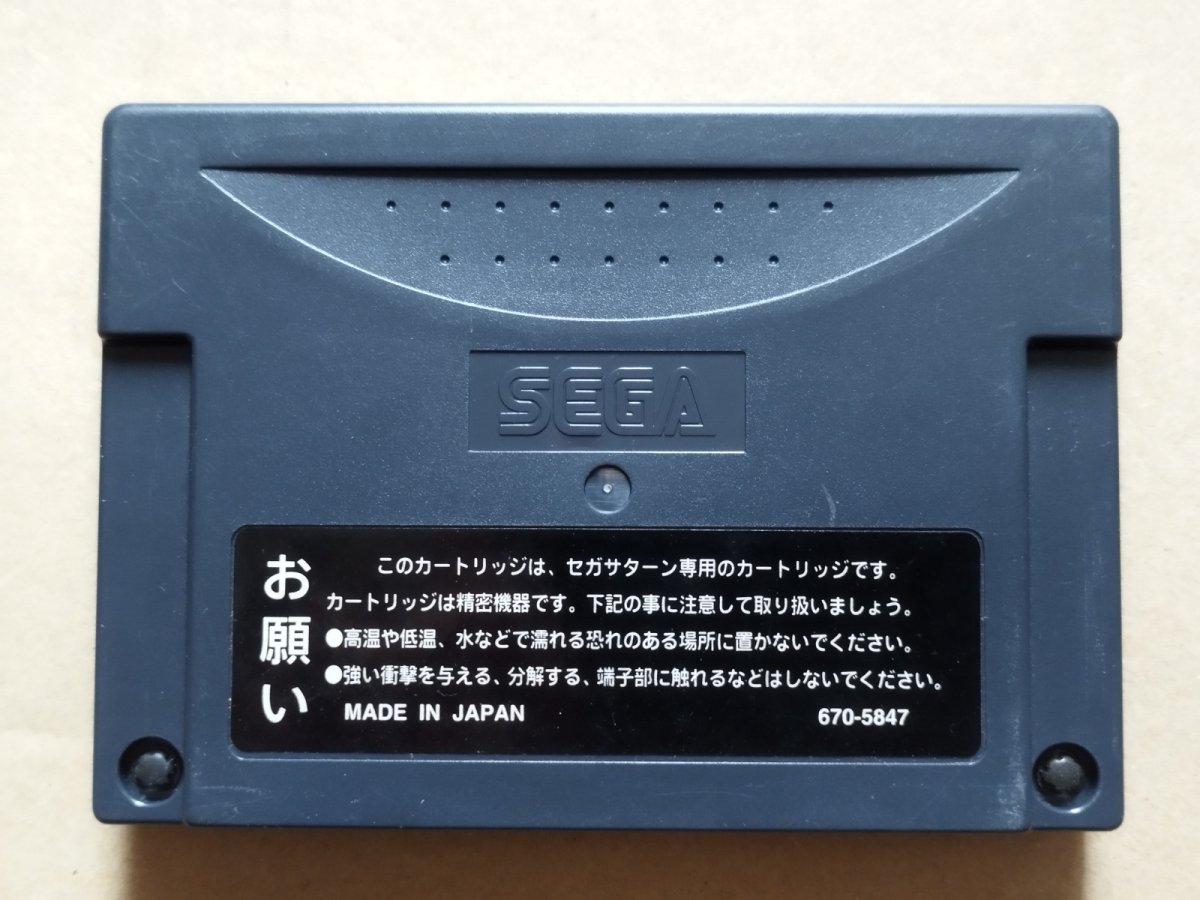 SEGA
お願い
このカートリッジは、セガサターン専用のカートリッジです。
カートリッジは精密機器です。下記の事に注意して取り扱いましょう。
●高温や低温、水などで濡れる恐れのある場所に置かないでください。
●強い衝撃を与える、分解する、端子部に触れるなどはしないでください。
MADE IN JAPAN 670-5847